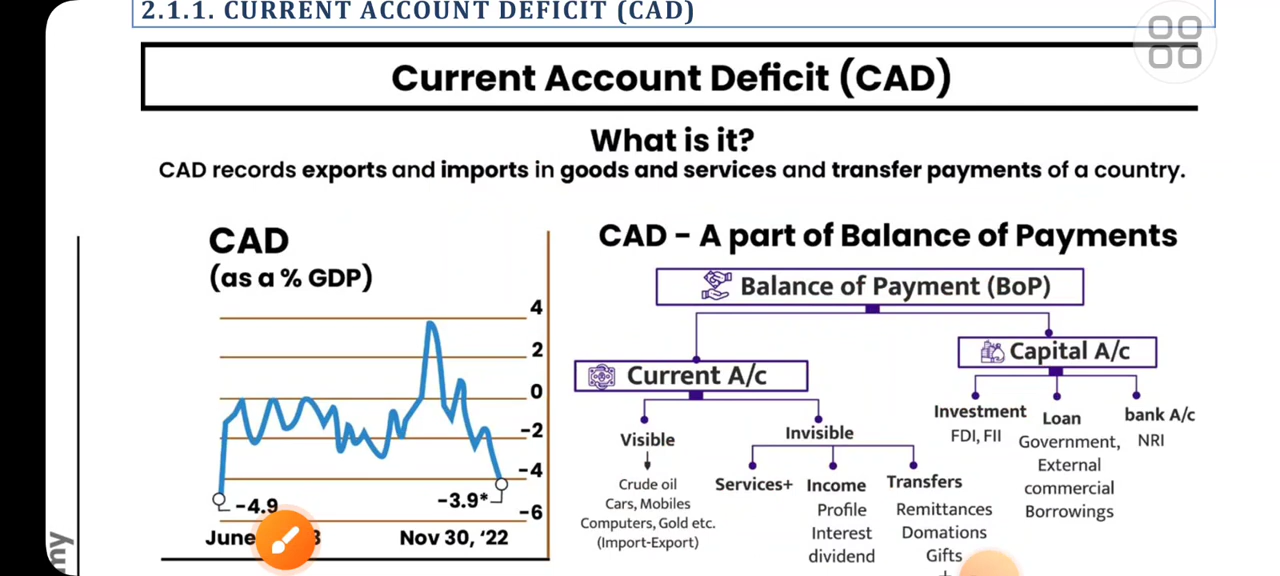 2.1.1. CURRENT ACCOUNT DEFICIT (CAD)
Current Account Deficit (CAD)
What is it?
CAD records exports and imports in goods and services and transfer payments of a country.
CAD
(as a % GDP)
4
2
0
-2
-4
-6
-4.9
-3.9*
June
3
Nov 30, ‘22
CAD - A part of Balance of Payments
Balance of Payment (BoP)
Current A/c
Capital A/c
Visible
Crude oil
Cars, Mobiles
Computers, Gold etc.
(Import-Export)
Invisible
Services+
Income
Profile
Interest
dividend
Transfers
Remittances
Domations
Gifts
+
Investment
FDI, FII
Loan
Government,
External
commercial
Borrowings
bank A/c
NRI
my